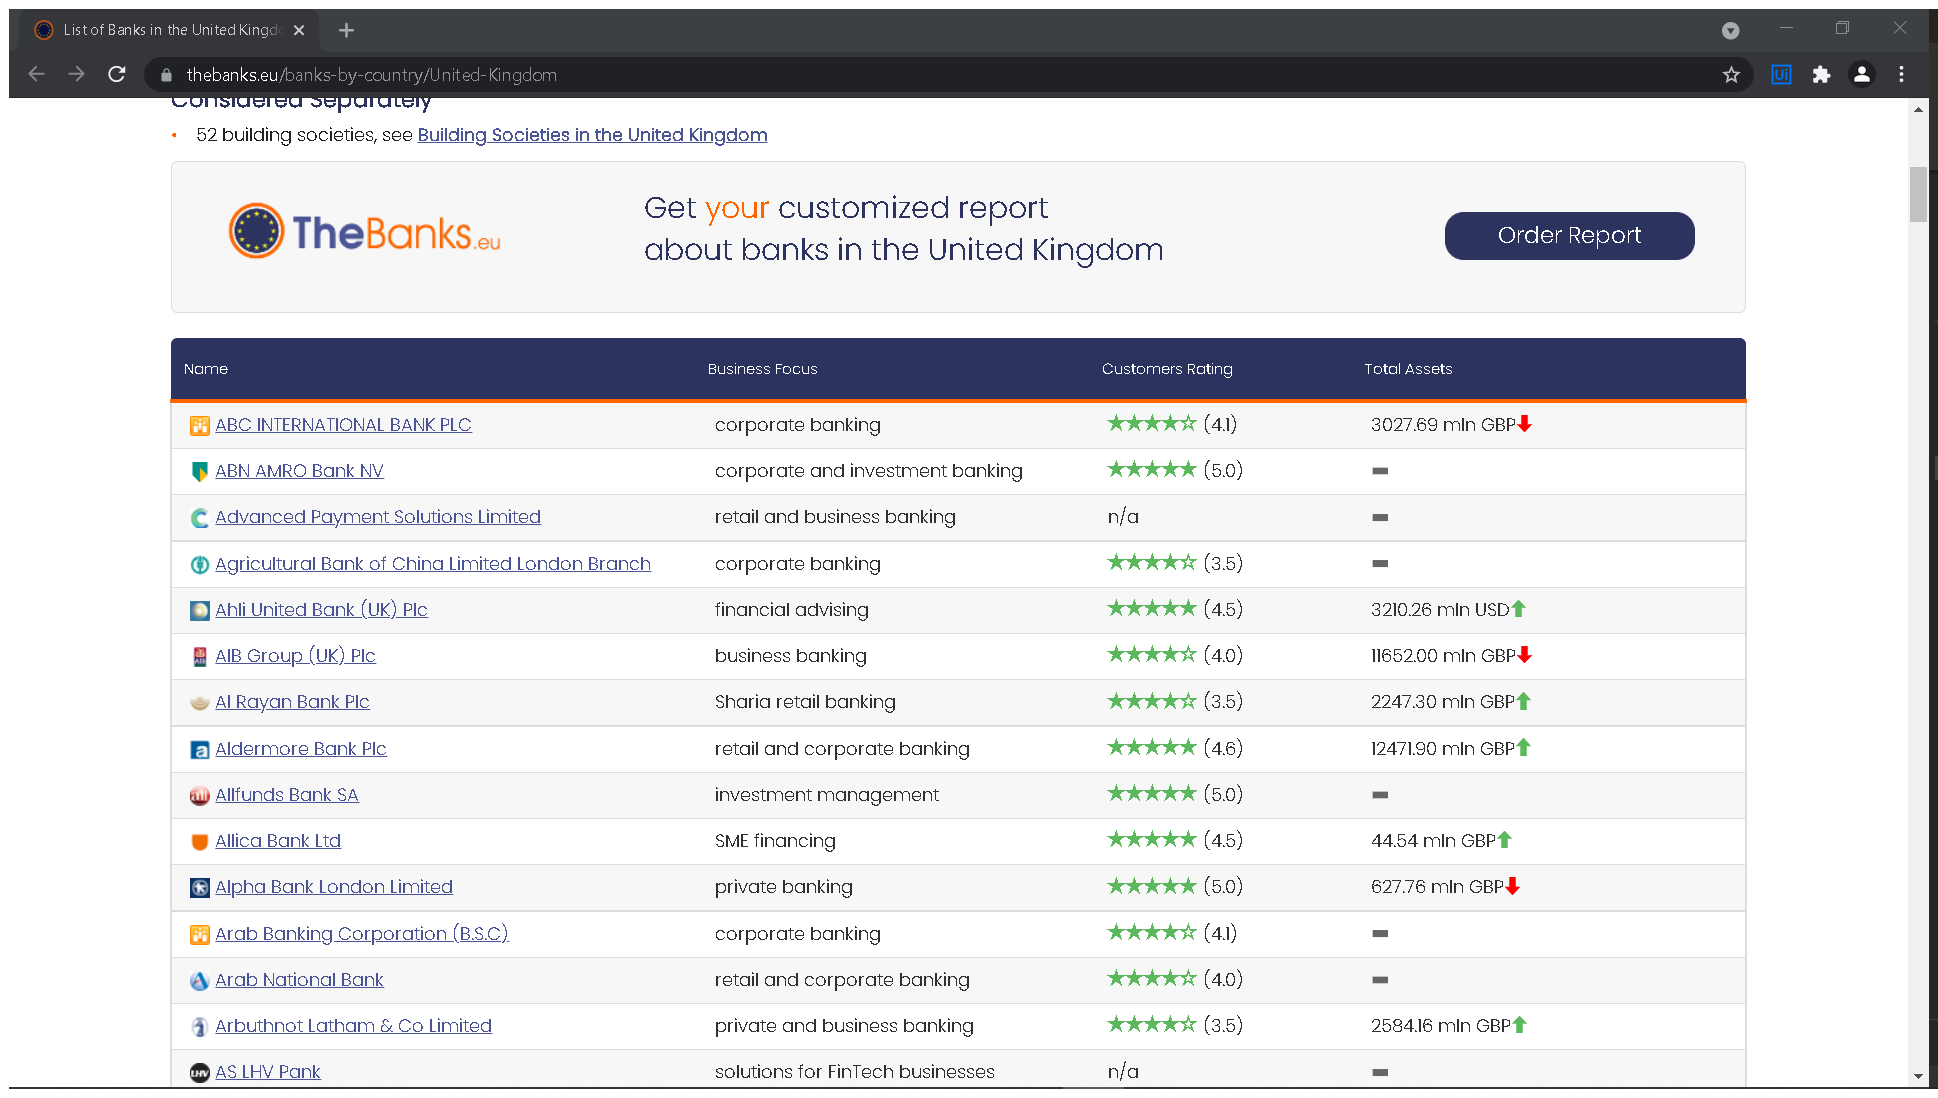 List of Banks in the United Kingd
thebanks.eu/banks-by-country/United-Kingdom
Considered Separately
• 52 building societies, see Building Societies in the United Kingdom
TheBanks.eu
Get your customized report
about banks in the United Kingdom
Order Report
Name Business Focus Customers Rating Total Assets
ABC INTERNATIONAL BANK PLC corporate banking ★★★★☆ (4.1) 3027.69 mln GBP
ABN AMRO Bank NV corporate and investment banking ★★★★★ (5.0)
Advanced Payment Solutions Limited retail and business banking n/a
Agricultural Bank of China Limited London Branch corporate banking ★★★★☆ (3.5)
Ahli United Bank (UK) Plc financial advising ★★★★★ (4.5) 3210.26 mln USD
AIB Group (UK) Plc business banking ★★★★☆ (4.0) 11652.00 mln GBP
Al Rayan Bank Plc Sharia retail banking ★★★★☆ (3.5) 2247.30 mln GBP
Aldermore Bank Plc retail and corporate banking ★★★★★ (4.6) 12471.90 mln GBP
Allfunds Bank SA investment management ★★★★★ (5.0)
Allica Bank Ltd SME financing ★★★★★ (4.5) 44.54 mln GBP
Alpha Bank London Limited private banking ★★★★★ (5.0) 627.76 mln GBP
Arab Banking Corporation (B.S.C) corporate banking ★★★★☆ (4.1)
Arab National Bank retail and corporate banking ★★★★☆ (4.0)
Arbuthnot Latham & Co Limited private and business banking ★★★★☆ (3.5) 2584.16 mln GBP
AS LHV Pank solutions for FinTech businesses n/a